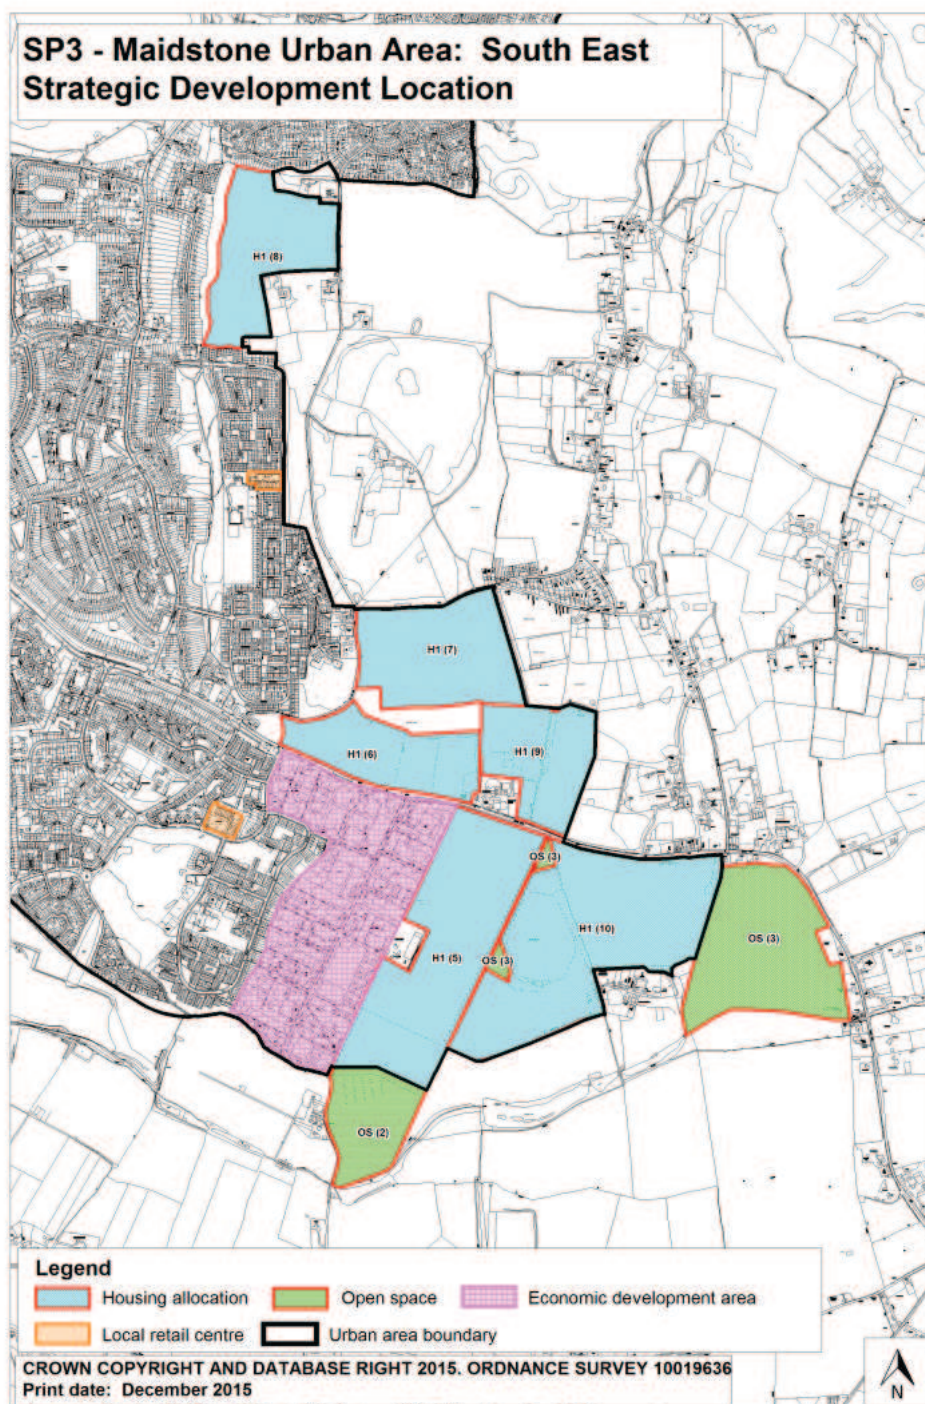 SP3 - Maidstone Urban Area: South East
Strategic Development Location
H1 (8)
H1 (7)
H1 (6)
H1 (9)
OS (3)
H1 (10)
H1 (5)
OS (3)
OS (3)
OS (2)
Legend
Housing allocation
Open space
Economic development area
Local retail centre
Urban area boundary
CROWN COPYRIGHT AND DATABASE RIGHT 2015. ORDNANCE SURVEY 10019636
Print date: December 2015
N